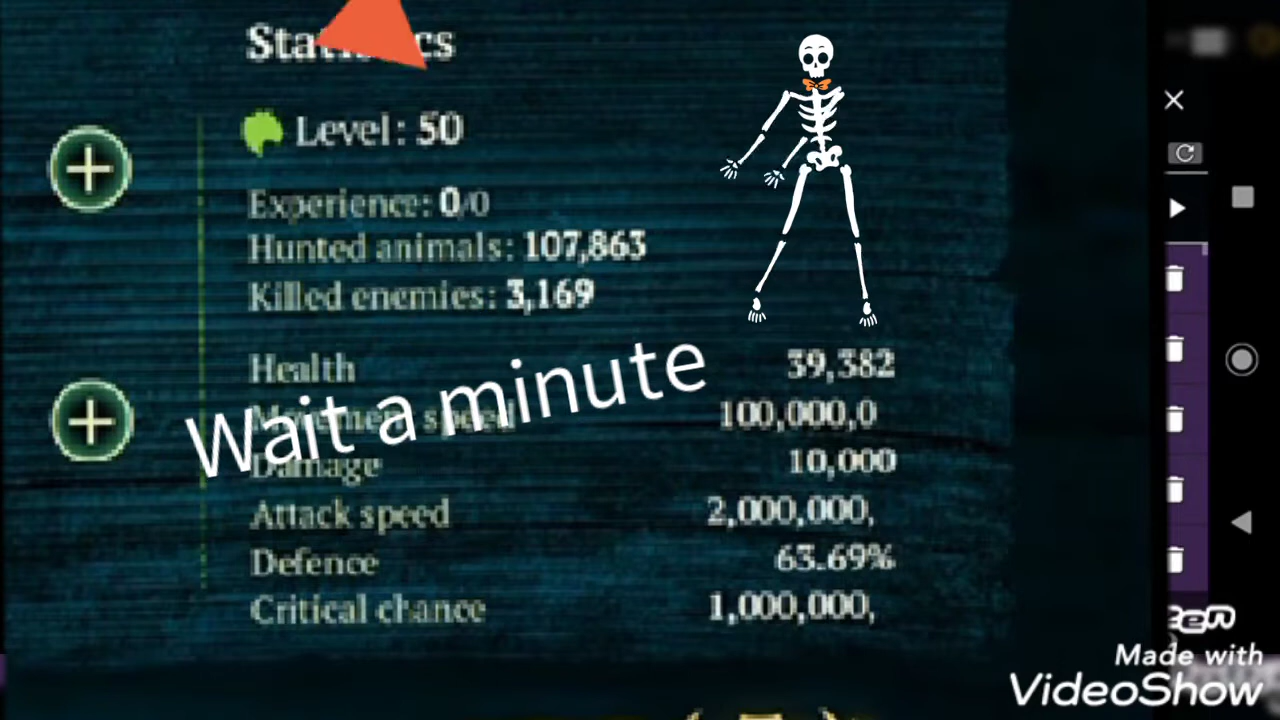 Statistics
Level: 50
Experience: 0/0
Hunted animals: 107,863
Killed enemies: 3,169
Health 39,382
Wait a minute
Movement speed 100,000,0
Damage 10,000
Attack speed 2,000,000,
Defence 63.69%
Critical chance 1,000,000,
Made with
VideoShow